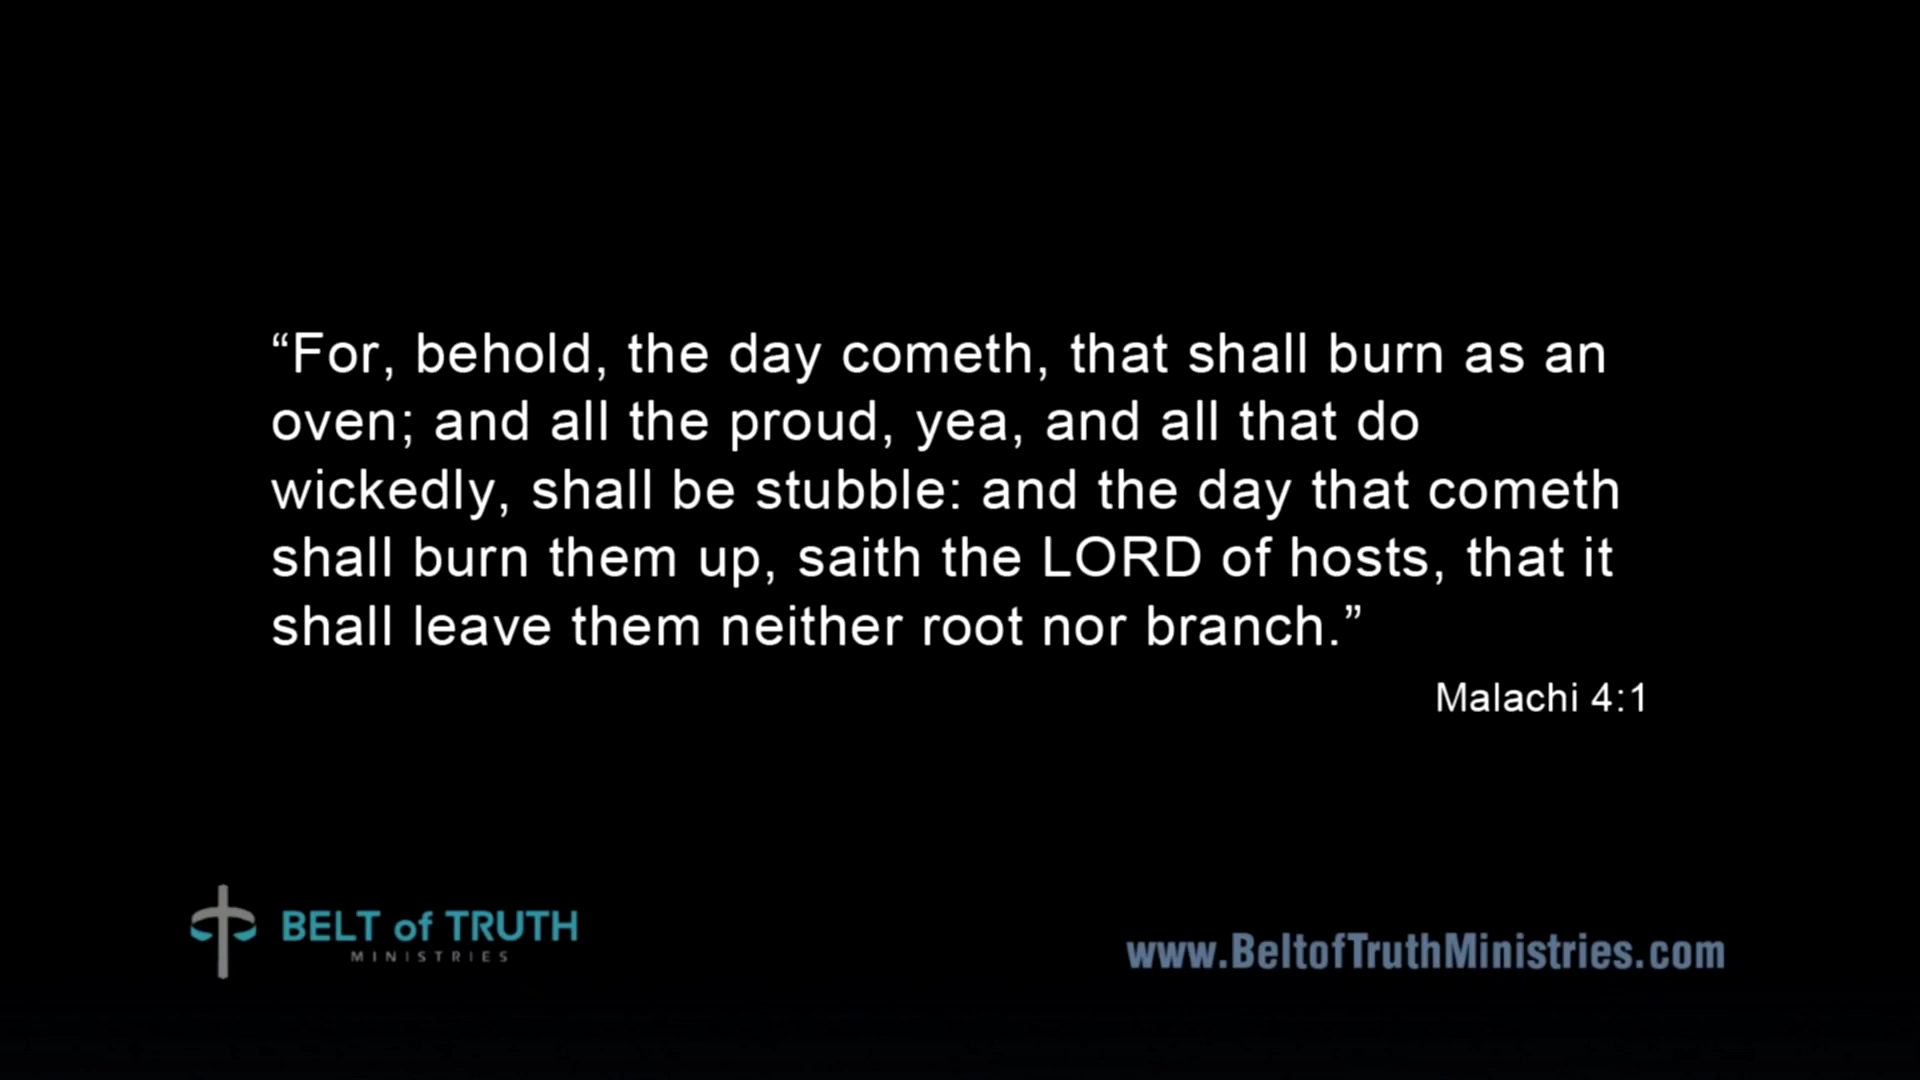 “For, behold, the day cometh, that shall burn as an
oven; and all the proud, yea, and all that do
wickedly, shall be stubble: and the day that cometh
shall burn them up, saith the LORD of hosts, that it
shall leave them neither root nor branch.”
Malachi 4:1
BELT of TRUTH
MINISTRIES
www.BeltofTruthMinistries.com